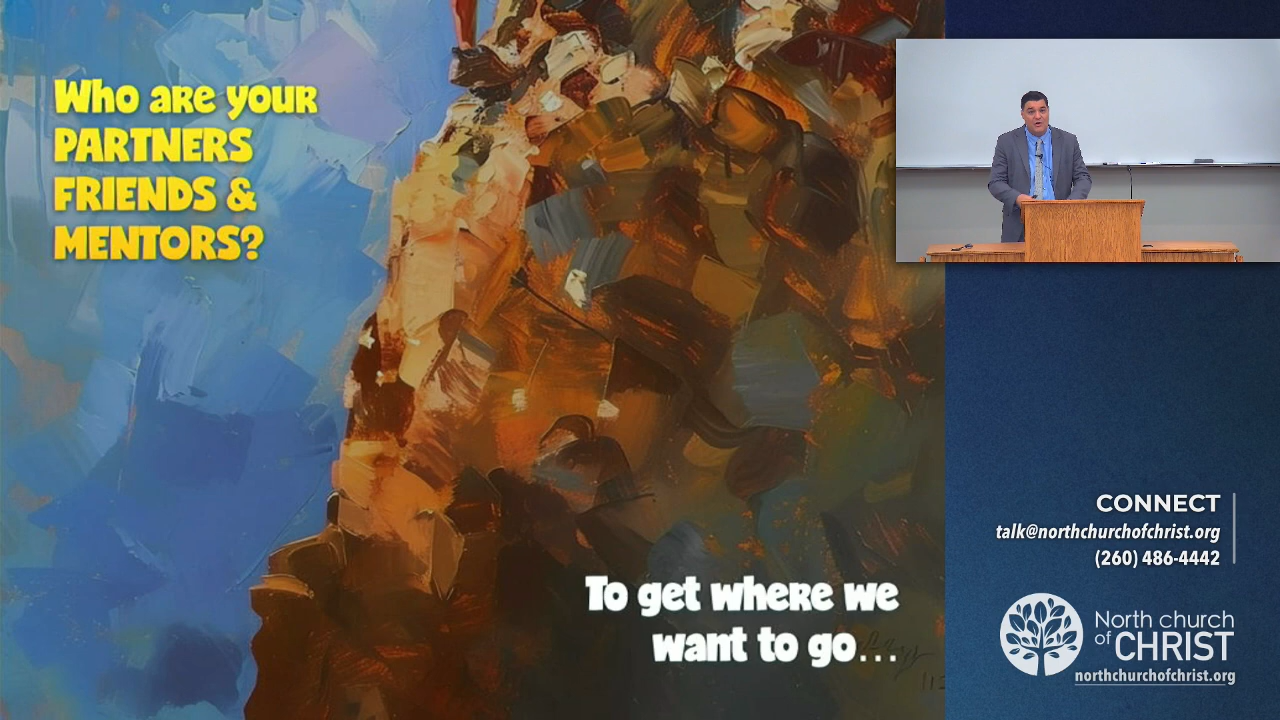 Who are your
PARTNERS
FRIENDS &
MENTORS?
To get where we
want to go...
CONNECT
talk@northchurchofchrist.org
(260) 486-4442
North church
of CHRIST
northchurchofchrist.org